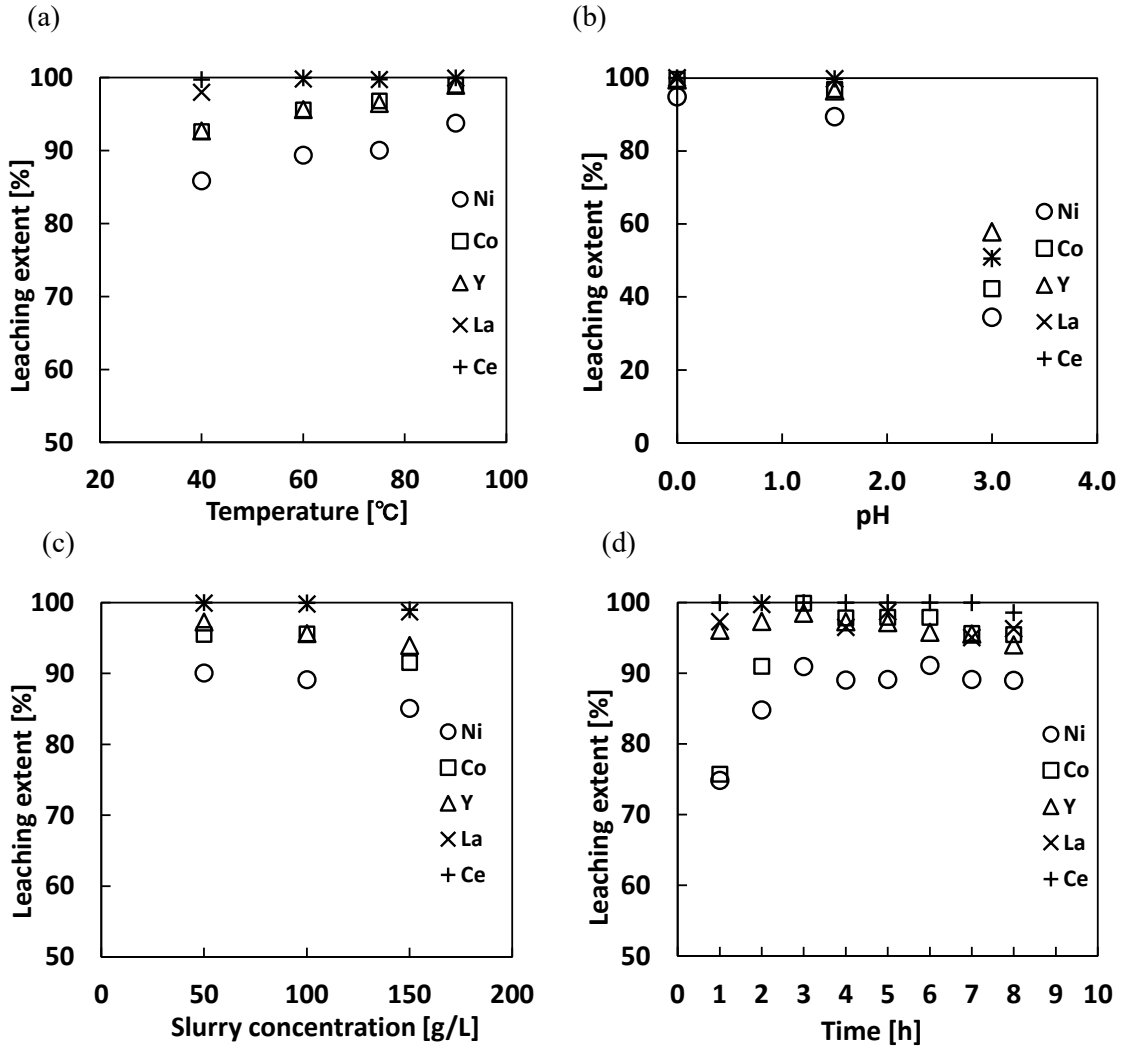 (a)
100
90
80
70
60
50
20
40
60
80
100
Leaching extent [%]
Temperature [℃]
Ni
Co
Y
La
Ce
(b)
100
80
60
40
20
0
0.0
1.0
2.0
3.0
4.0
Leaching extent [%]
pH
Ni
Co
Y
La
Ce
(c)
100
90
80
70
60
50
0
50
100
150
200
Leaching extent [%]
Slurry concentration [g/L]
Ni
Co
Y
La
Ce
(d)
100
90
80
70
60
50
0 1 2 3 4 5 6 7 8 9 10
Leaching extent [%]
Time [h]
Ni
Co
Y
La
Ce